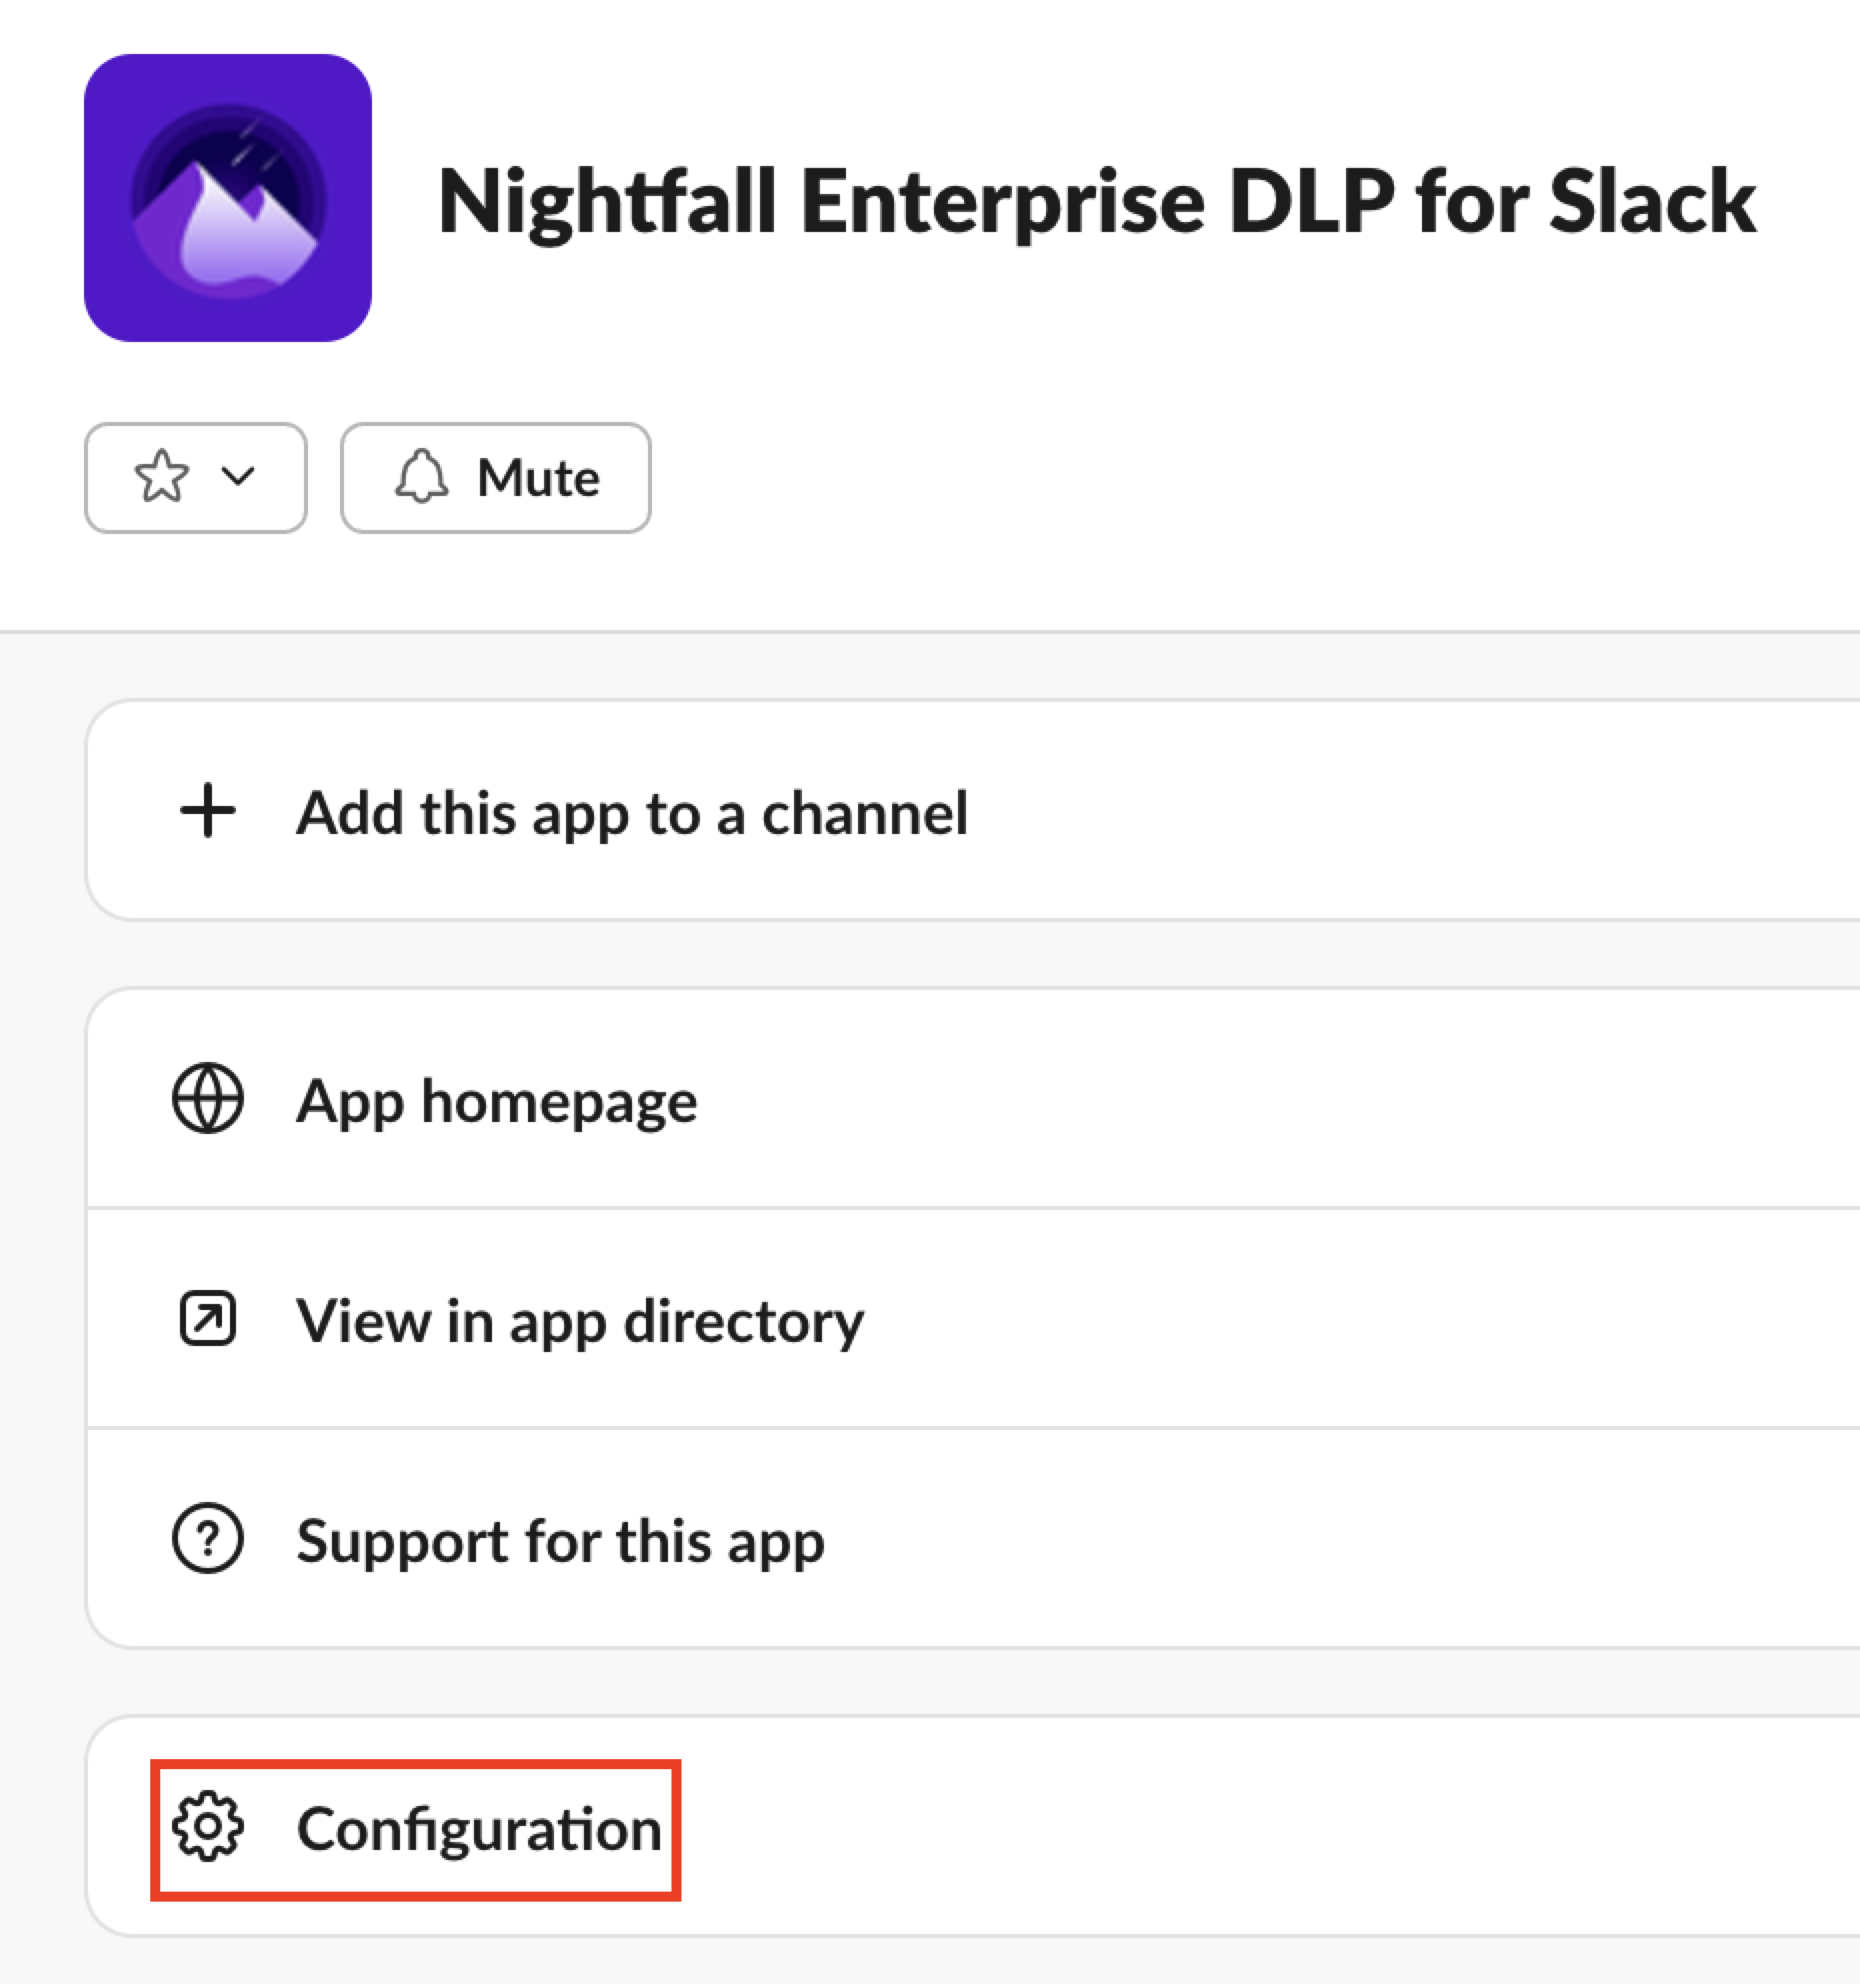 Nightfall Enterprise DLP for Slack
Mute
Add this app to a channel
App homepage
View in app directory
Support for this app
Configuration